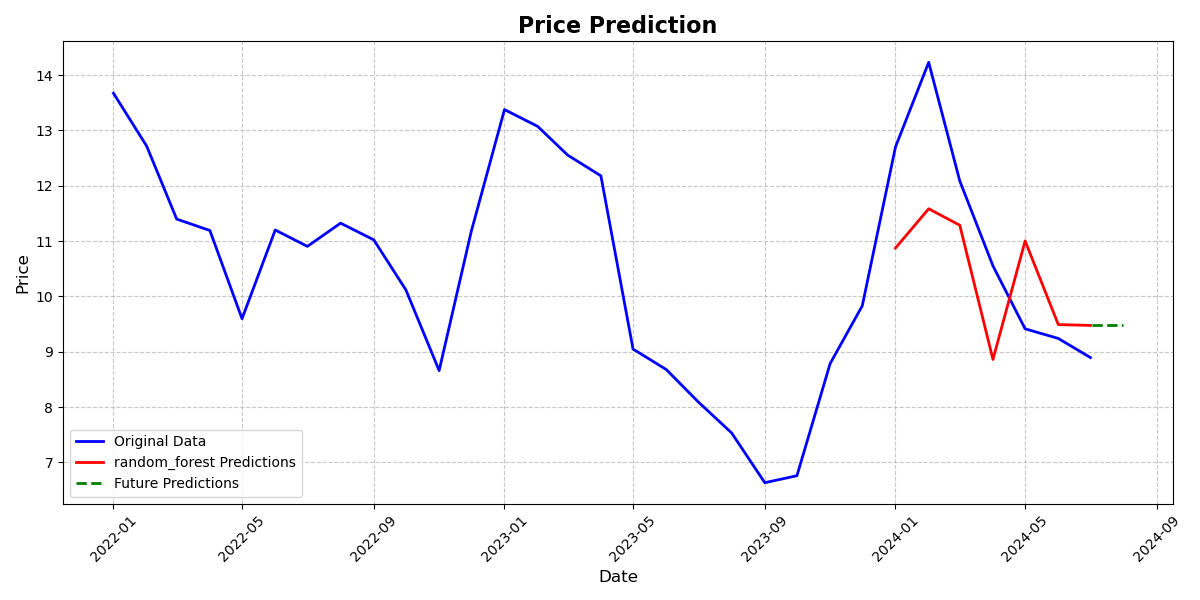 Price Prediction
Price
14
13
12
11
10
9
8
7
Original Data
random_forest Predictions
Future Predictions
2022-01
2022-05
2022-09
2023-01
2023-05
2023-09
2024-01
2024-05
2024-09
Date